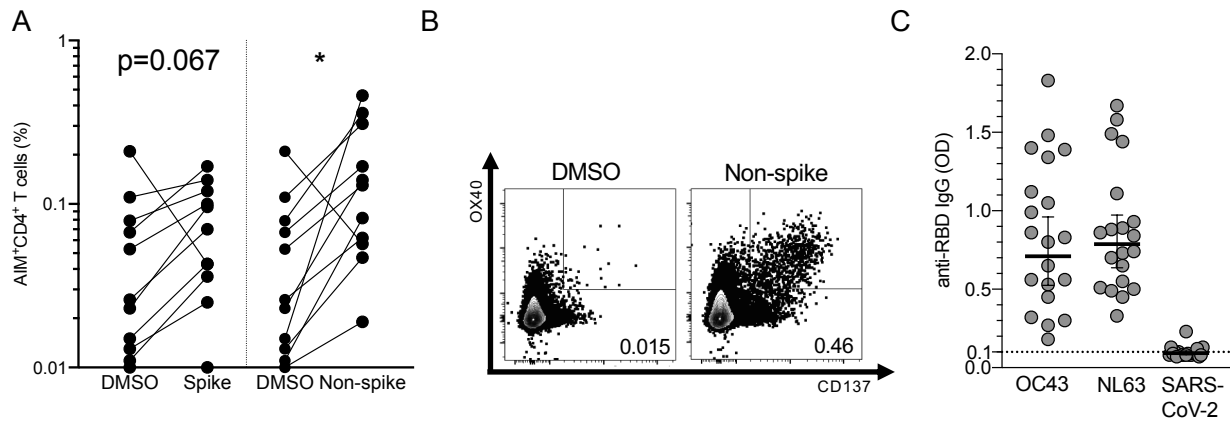 A
1
0.1
0.01
AIM⁺CD4⁺ T cells (%)
p=0.067
*
DMSO Spike
DMSO Non-spike
B
DMSO
Non-spike
OX40
0.015
0.46
CD137
C
2.0
1.5
1.0
0.5
0.1
0.0
anti-RBD IgG (OD)
OC43
NL63
SARS-
CoV-2